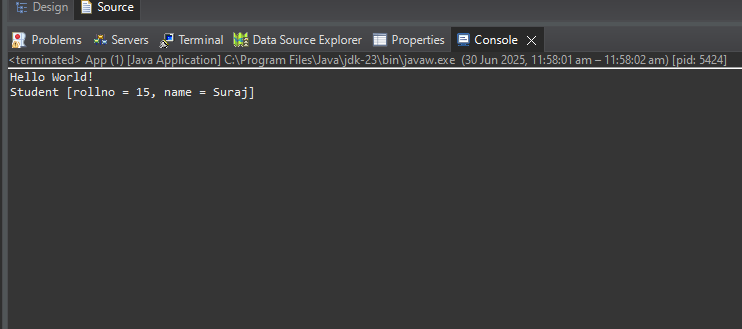 Design Source
Problems Servers Terminal Data Source Explorer Properties Console
<terminated> App (1) [Java Application] C:\Program Files\Java\jdk-23\bin\javaw.exe (30 Jun 2025, 11:58:01 am – 11:58:02 am) [pid: 5424]
Hello World!
Student [rollno = 15, name = Suraj]